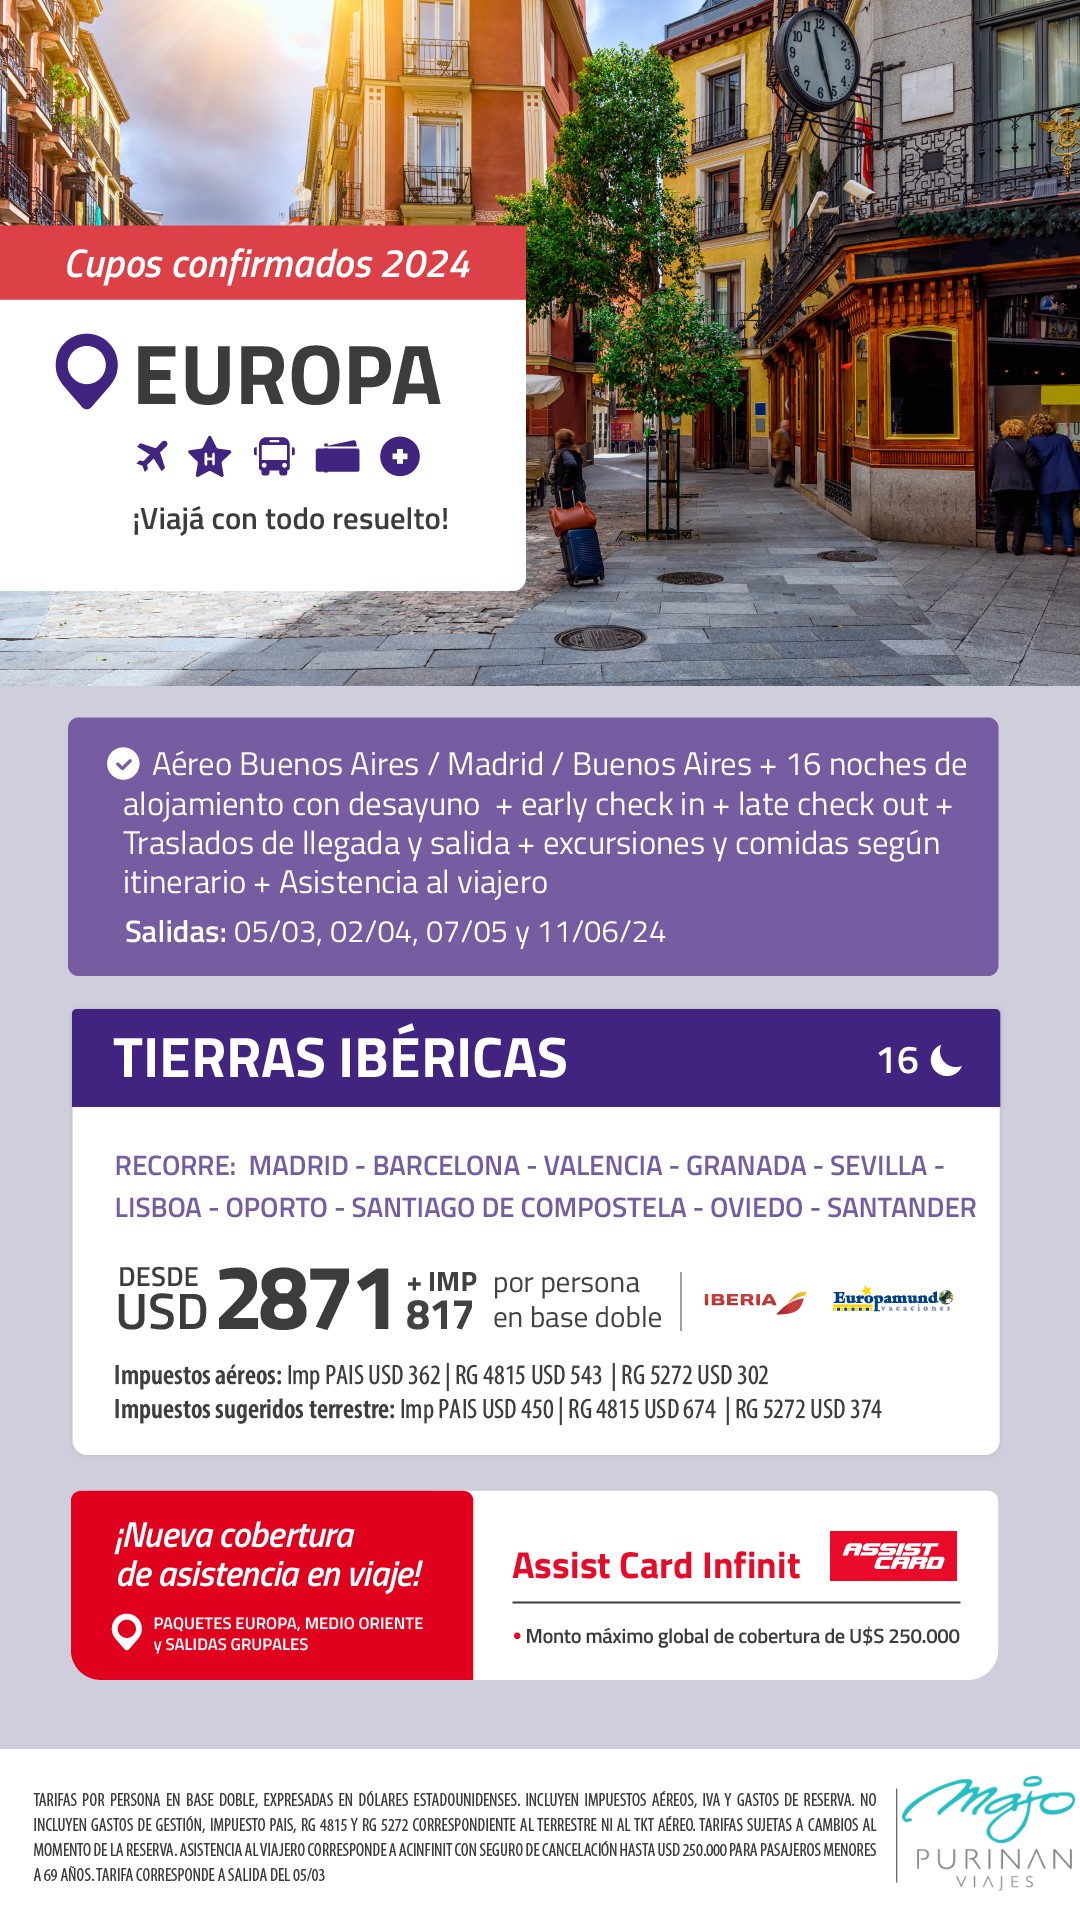 Cupos confirmados 2024
EUROPA
H
¡Viajá con todo resuelto!
Aéreo Buenos Aires / Madrid / Buenos Aires + 16 noches de
alojamiento con desayuno + early check in + late check out +
Traslados de llegada y salida + excursiones y comidas según
itinerario + Asistencia al viajero
Salidas: 05/03, 02/04, 07/05 y 11/06/24
TIERRAS IBÉRICAS 16
RECORRE: MADRID - BARCELONA - VALENCIA - GRANADA - SEVILLA -
LISBOA - OPORTO - SANTIAGO DE COMPOSTELA - OVIEDO - SANTANDER
DESDE
USD 2871 + IMP 817 por persona en base doble
IBERIA
Europamundo
vacaciones
Impuestos aéreos: Imp PAIS USD 362 | RG 4815 USD 543 | RG 5272 USD 302
Impuestos sugeridos terrestre: Imp PAIS USD 450 | RG 4815 USD 674 | RG 5272 USD 374
¡Nueva cobertura
de asistencia en viaje!
PAQUETES EUROPA, MEDIO ORIENTE
y SALIDAS GRUPALES
Assist Card Infinit
ASSIST CARD
• Monto máximo global de cobertura de U$S 250.000
TARIFAS POR PERSONA EN BASE DOBLE, EXPRESADAS EN DÓLARES ESTADOUNIDENSES. INCLUYEN IMPUESTOS AÉREOS, IVA Y GASTOS DE RESERVA. NO
INCLUYEN GASTOS DE GESTIÓN, IMPUESTO PAIS, RG 4815 Y RG 5272 CORRESPONDIENTE AL TERRESTRE NI AL TKT AÉREO. TARIFAS SUJETAS A CAMBIOS AL
MOMENTO DE LA RESERVA. ASISTENCIA AL VIAJERO CORRESPONDE A ACINFINIT CON SEGURO DE CANCELACIÓN HASTA USD 250.000 PARA PASAJEROS MENORES
A 69 AÑOS. TARIFA CORRESPONDE A SALIDA DEL 05/03
Majo
PURINAN
VIAJES